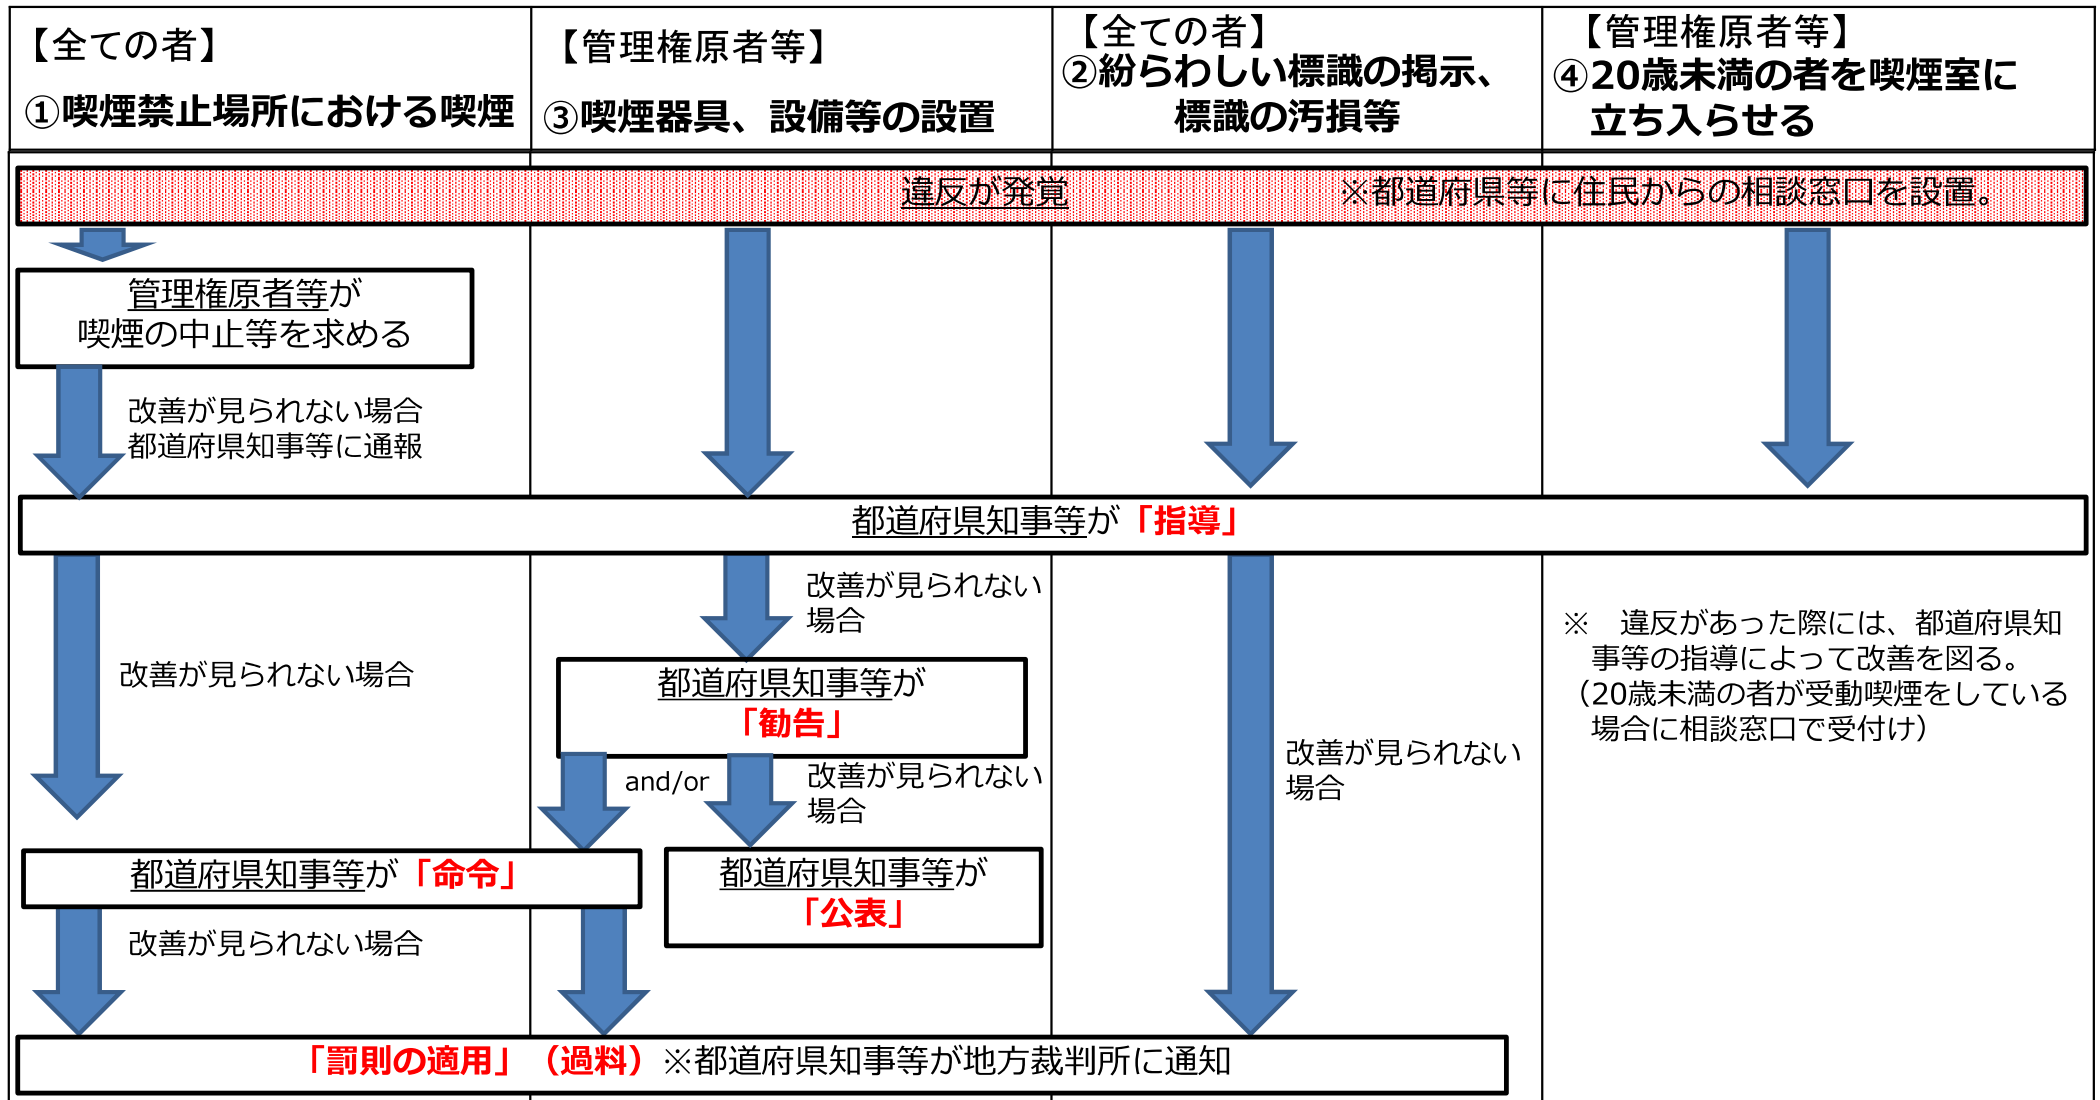 【全ての者】
①喫煙禁止場所における喫煙
【管理権原者等】
③喫煙器具、設備等の設置
【全ての者】
②紛らわしい標識の掲示、
標識の汚損等
【管理権原者等】
④20歳未満の者を喫煙室に
立ち入らせる
違反が発覚 ※都道府県等に住民からの相談窓口を設置。
管理権原者等が
喫煙の中止等を求める
改善が見られない場合
都道府県知事等に通報
都道府県知事等が「指導」
改善が見られない場合
改善が見られない
場合
都道府県知事等が
「勧告」
and/or
改善が見られない
場合
都道府県知事等が「命令」
都道府県知事等が
「公表」
改善が見られない場合
改善が見られない
場合
※　違反があった際には、都道府県知
事等の指導によって改善を図る。
（20歳未満の者が受動喫煙をしている
場合に相談窓口で受付け）
「罰則の適用」（過料）※都道府県知事等が地方裁判所に通知